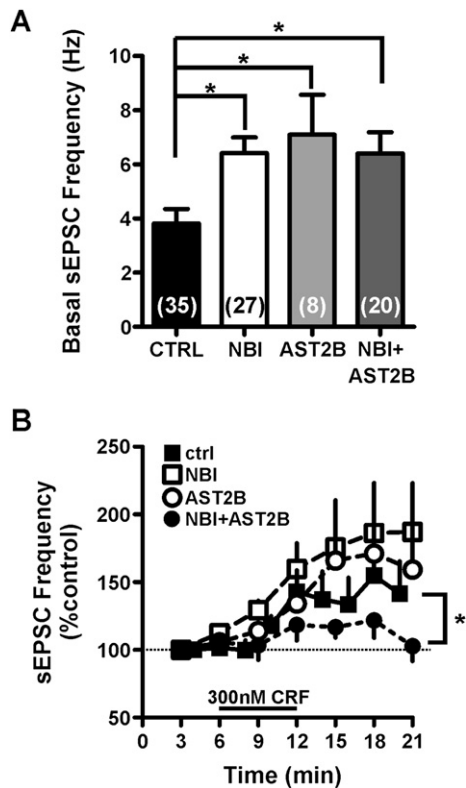 A
Basal sEPSC Frequency (Hz)
10
8
6
4
2
0
*
*
*
(35)
(27)
(8)
(20)
CTRL
NBI
AST2B
NBI+
AST2B
B
sEPSC Frequency
(%control)
250
200
150
100
50
ctrl
NBI
AST2B
NBI+AST2B
*
300nM CRF
0
3
6
9
12
15
18
21
Time (min)